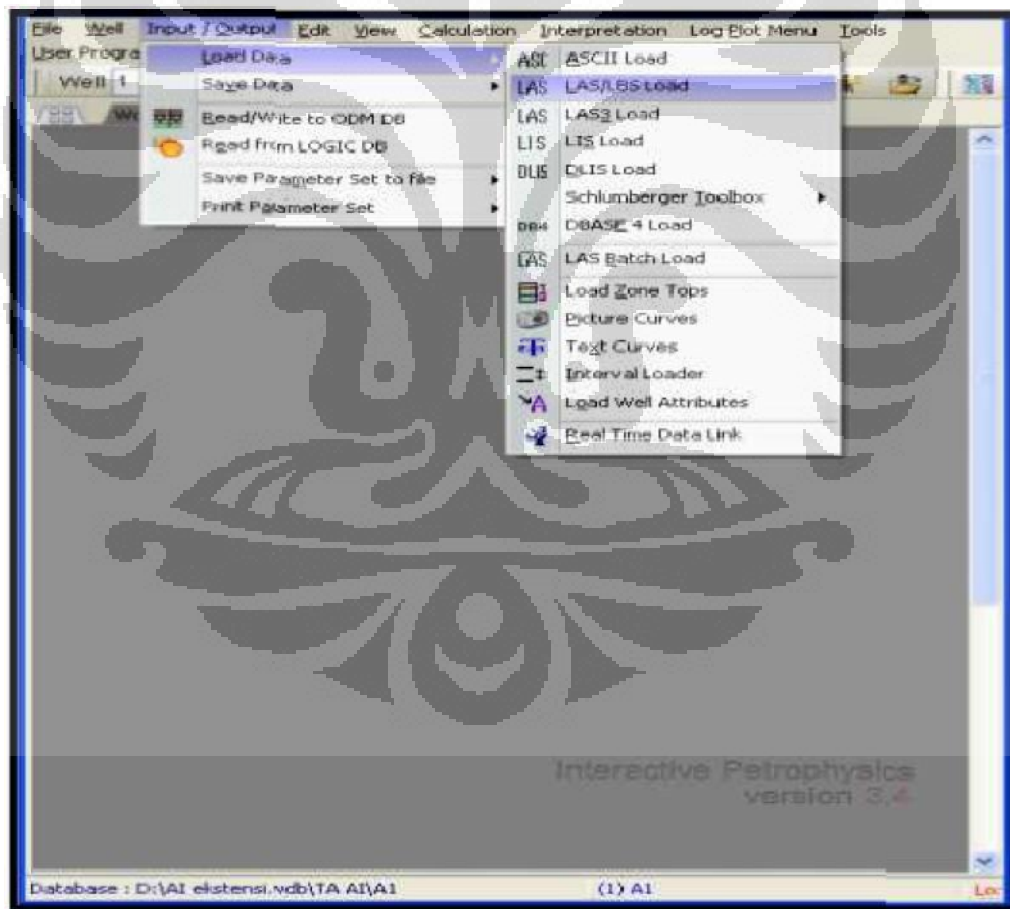 File Well Input / Output Edit View Calculation Interpretation Log Plot Menu Tools
User Progra
Well 1
Load Data
Save Data
Read/Write to ODM DB
Read from LOGIC DB
Save Parameter Set to file
Print Parameter Set
ASC ASCII Load
LAS LAS/LBS Load
LAS LAS3 Load
LIS LIS Load
DLIS DLIS Load
Schlumberger Toolbox
DB4 DBASE 4 Load
LAS LAS Batch Load
Load Zone Tops
Picture Curves
Text Curves
Interval Loader
Load Well Attributes
Real Time Data Link
Interactive Petrophysics
version 3.4
Database : D:\AI ekstensi.wdb\TA AI\A1 (1) A1